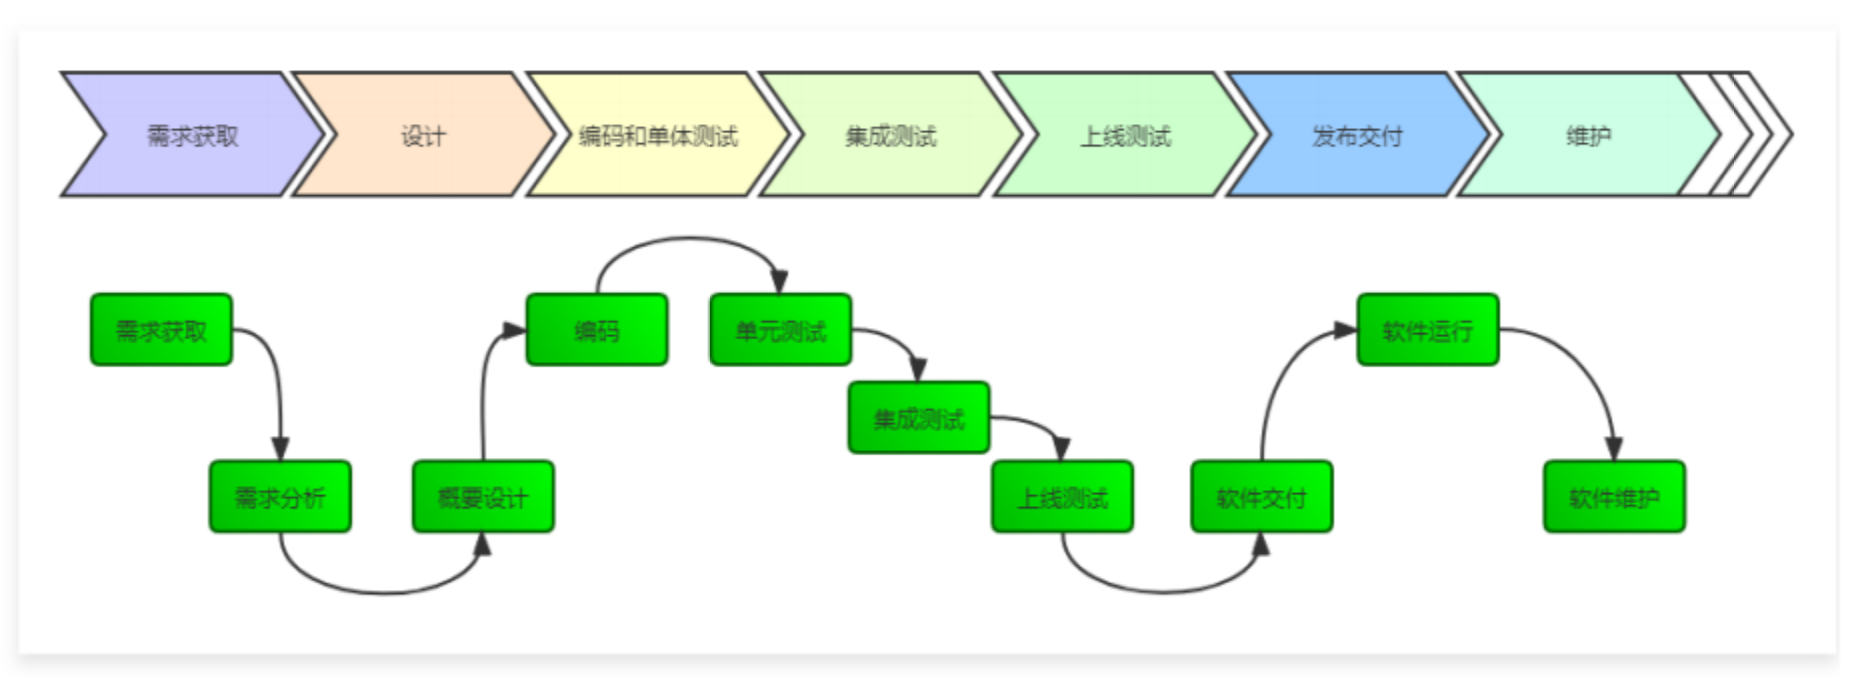 需求获取
设计
编码和单体测试
集成测试
上线测试
发布交付
维护
需求获取
编码
单元测试
软件运行
集成测试
需求分析
概要设计
上线测试
软件交付
软件维护